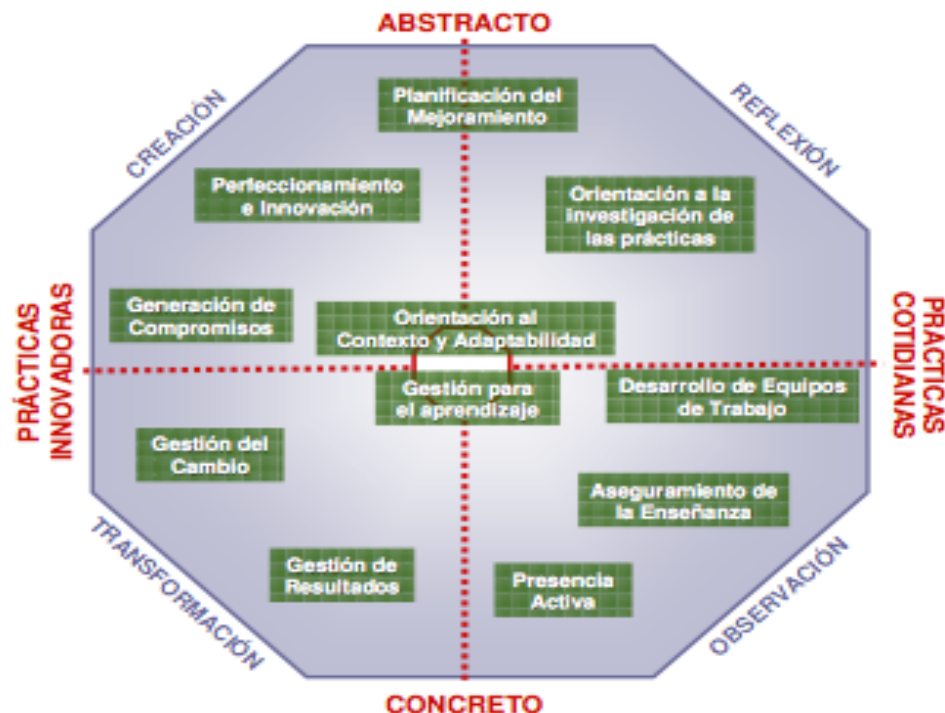 ABSTRACTO
CREACIÓN
REFLEXIÓN
Planificación del
Mejoramiento
Perfeccionamiento
e Innovación
Orientación a la
investigación de
las prácticas
PRÁCTICAS
INNOVADORAS
Generación de
Compromisos
Orientación al
Contexto y Adaptabilidad
PRACTICAS
COTIDIANAS
Gestión para
el aprendizaje
Desarrollo de Equipos
de Trabajo
Gestión del
Cambio
Aseguramiento de
la Enseñanza
TRANSFORMACIÓN
Gestión de
Resultados
Presencia
Activa
OBSERVACIÓN
CONCRETO